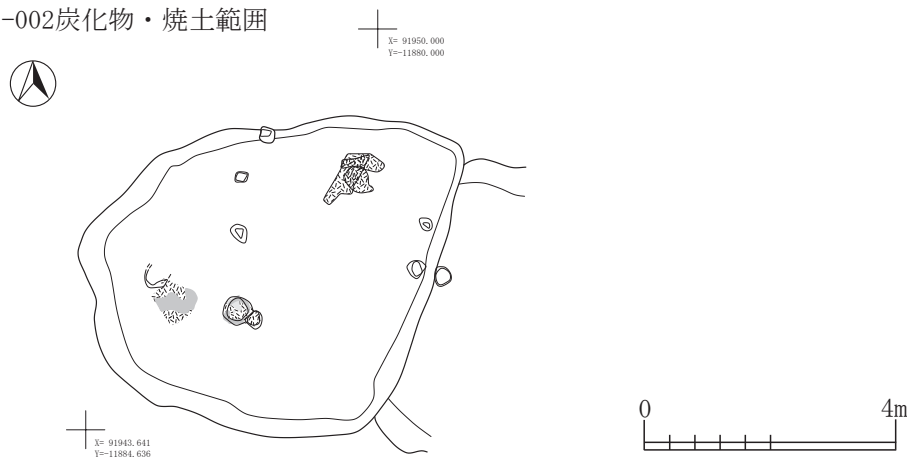 -002炭化物・焼土範囲
X= 91950.000
Y=-11880.000
X= 91943.641
Y=-11884.636
0 4m